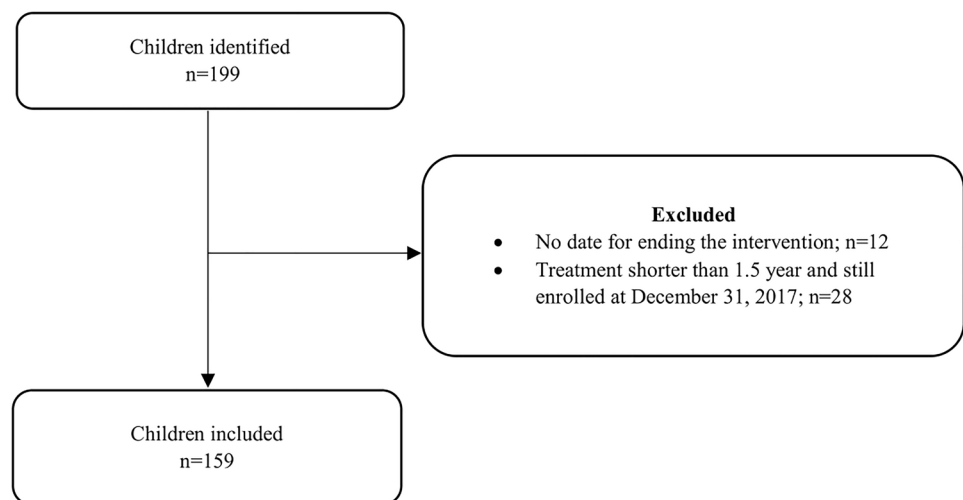 Children identified
n=199
Excluded
• No date for ending the intervention; n=12
• Treatment shorter than 1.5 year and still
enrolled at December 31, 2017; n=28
Children included
n=159